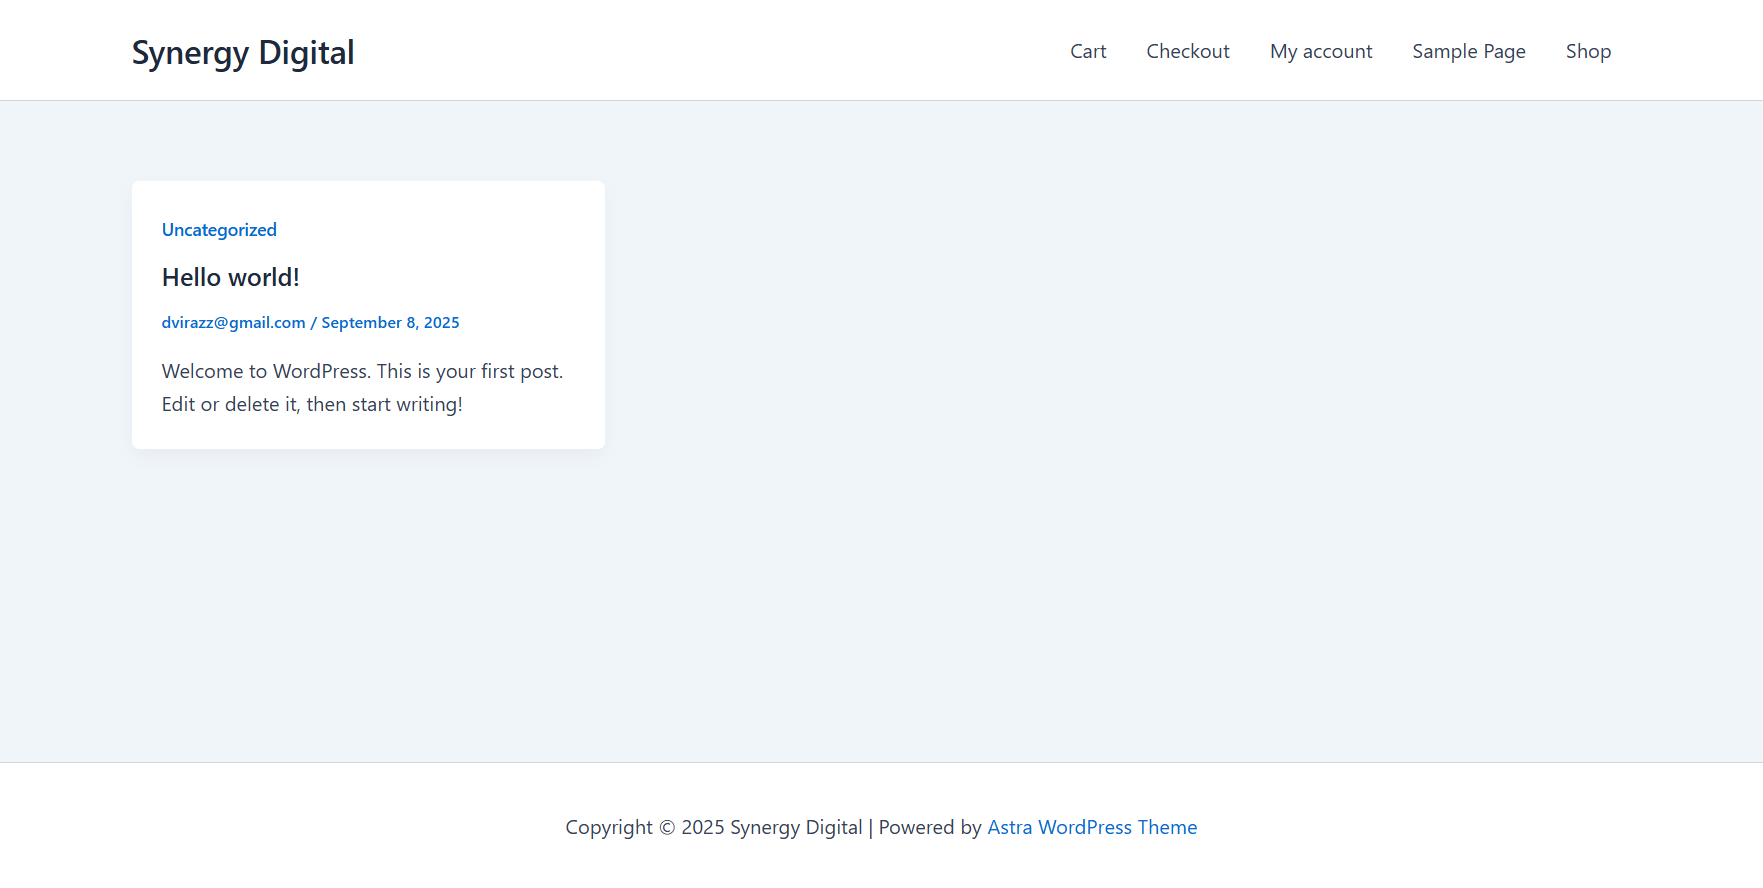 Synergy Digital
Cart Checkout My account Sample Page Shop
Uncategorized
Hello world!
dvirazz@gmail.com / September 8, 2025
Welcome to WordPress. This is your first post.
Edit or delete it, then start writing!
Copyright © 2025 Synergy Digital | Powered by Astra WordPress Theme